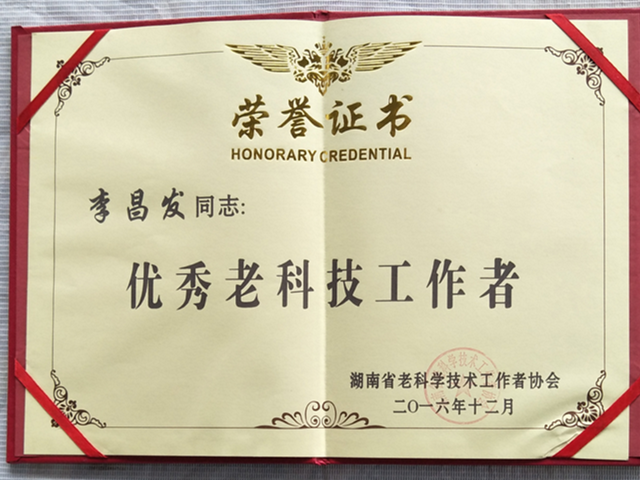 荣誉证书
HONORARY CREDENTIAL
李昌发同志:
优秀老科技工作者
湖南省老科学技术工作者协会
二〇一六年十二月